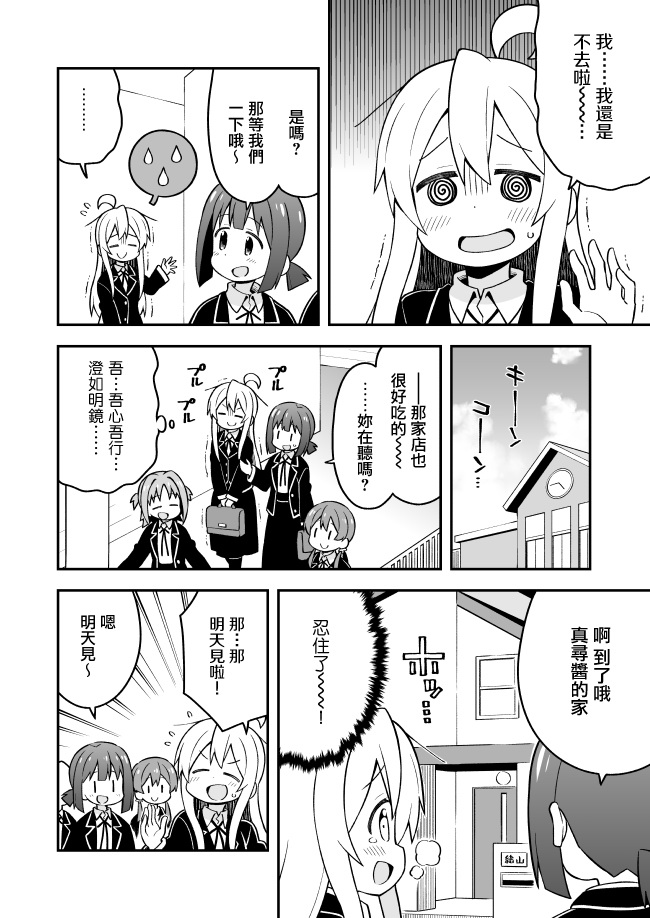 我⋯⋯我還是
不去啦～～～⋯
是嗎?
那等我們
一下哦～
⋯⋯⋯
キーン
コーン⋯
──那家店也
很好吃的～～
⋯⋯妳在聽嗎?
プル
プル
プル
吾⋯吾心吾行⋯
澄如明鏡⋯⋯
啊 到了哦
真尋醬的家
ホッ⋯⋯
忍住了～～～!
緒山
那⋯那
明天見啦!
嗯
明天見～